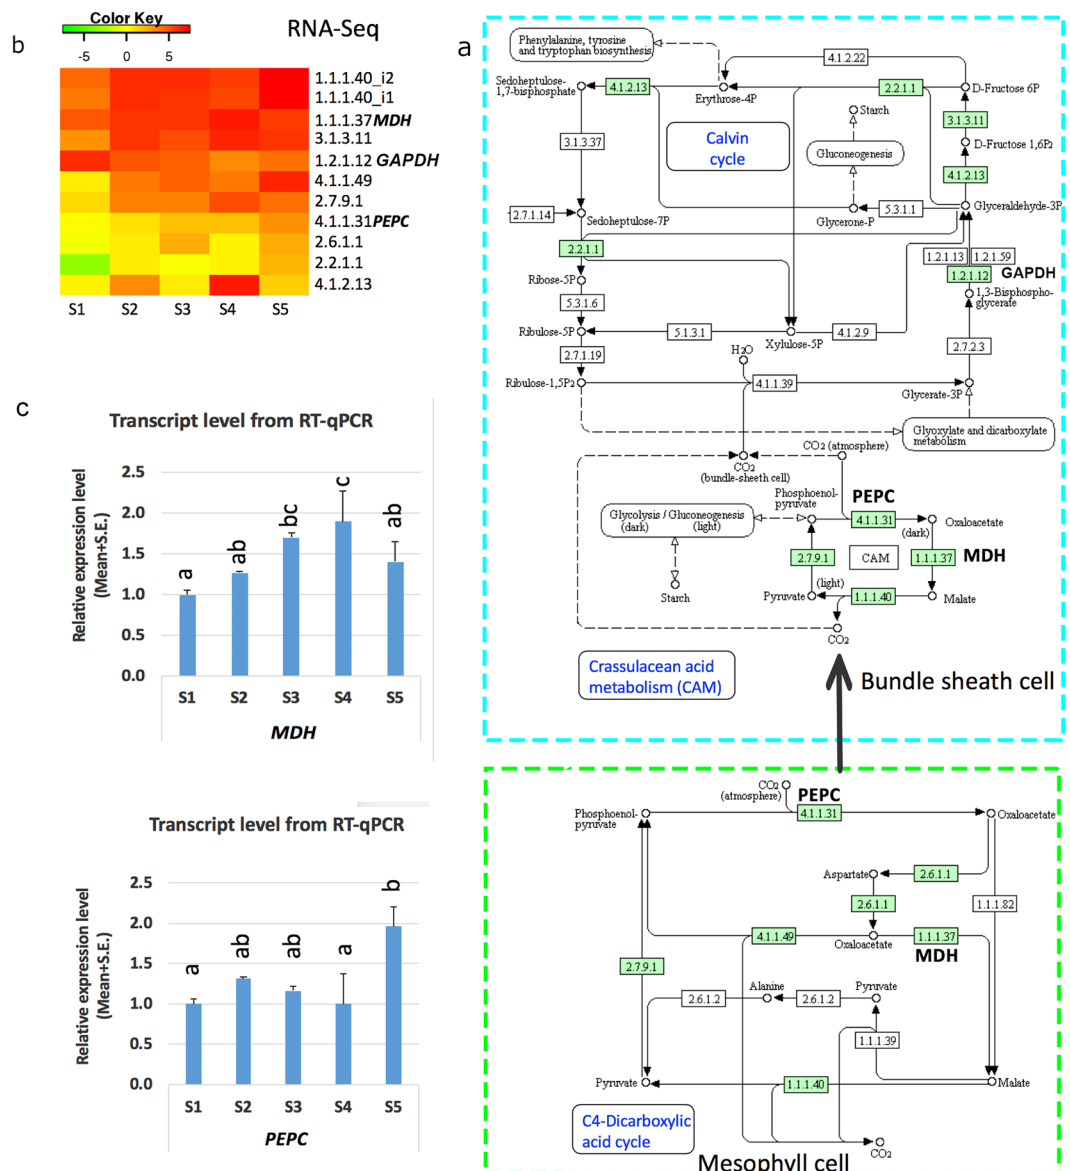 b
Color Key
-5
0
5
RNA-Seq
1.1.1.40_i2
1.1.1.40_i1
1.1.1.37MDH
3.1.3.11
1.2.1.12 GAPDH
4.1.1.49
2.7.9.1
4.1.1.31PEPC
2.6.1.1
2.2.1.1
4.1.2.13
S1
S2
S3
S4
S5
c
Transcript level from RT-qPCR
Relative expression level
(Mean+S.E.)
2.5
2.0
1.5
1.0
0.5
0.0
a
ab
bc
c
ab
S1
S2
S3
S4
S5
MDH
Transcript level from RT-qPCR
Relative expression level
(Mean+S.E.)
2.5
2.0
1.5
1.0
0.5
0.0
a
ab
ab
a
b
S1
S2
S3
S4
S5
PEPC
a
Phenylalanine, tyrosine
and tryptophan biosynthesis
4.1.2.22
Sedoheptulose-
1,7-bisphosphate
4.1.2.13
Erythrose-4P
2.2.1.1
D-Fructose 6P
Starch
3.1.3.11
Calvin
cycle
3.1.3.37
Gluconeogenesis
D-Fructose 1,6P2
4.1.2.13
2.7.1.14
Sedoheptulose-7P
Glycerone-P
5.3.1.1
Glyceraldehyde-3P
2.2.1.1
1.2.1.13
1.2.1.59
1.2.1.12
GAPDH
Ribose-5P
1,3-Bisphospho-
glycerate
5.3.1.6
Ribulose-5P
5.1.3.1
Xylulose-5P
4.1.2.9
2.7.2.3
2.7.1.19
H2O
Ribulose-1,5P2
4.1.1.39
Glycerate-3P
Glyoxylate and dicarboxylate
metabolism
CO2 (atmosphere)
CO2
(bundle-sheeth cell)
Phosphoenol-
pyruvate
PEPC
4.1.1.31
Oxaloacetate
(dark)
Glycolysis / Gluconeogenesis
(dark)
(light)
2.7.9.1
CAM
1.1.1.37
MDH
Starch
(light)
Pyruvate
1.1.1.40
Malate
CO2
Crassulacean acid
metabolism (CAM)
Bundle sheath cell
CO2
(atmosphere)
PEPC
Phosphoenol-
pyruvate
4.1.1.31
Oxaloacetate
Aspartate
2.6.1.1
2.6.1.1
1.1.1.82
4.1.1.49
Oxaloacetate
1.1.1.37
MDH
2.7.9.1
Alanine
Pyruvate
2.6.1.2
2.6.1.2
1.1.1.39
Pyruvate
1.1.1.40
Malate
C4-Dicarboxylic
acid cycle
CO2
Mesophyll cell